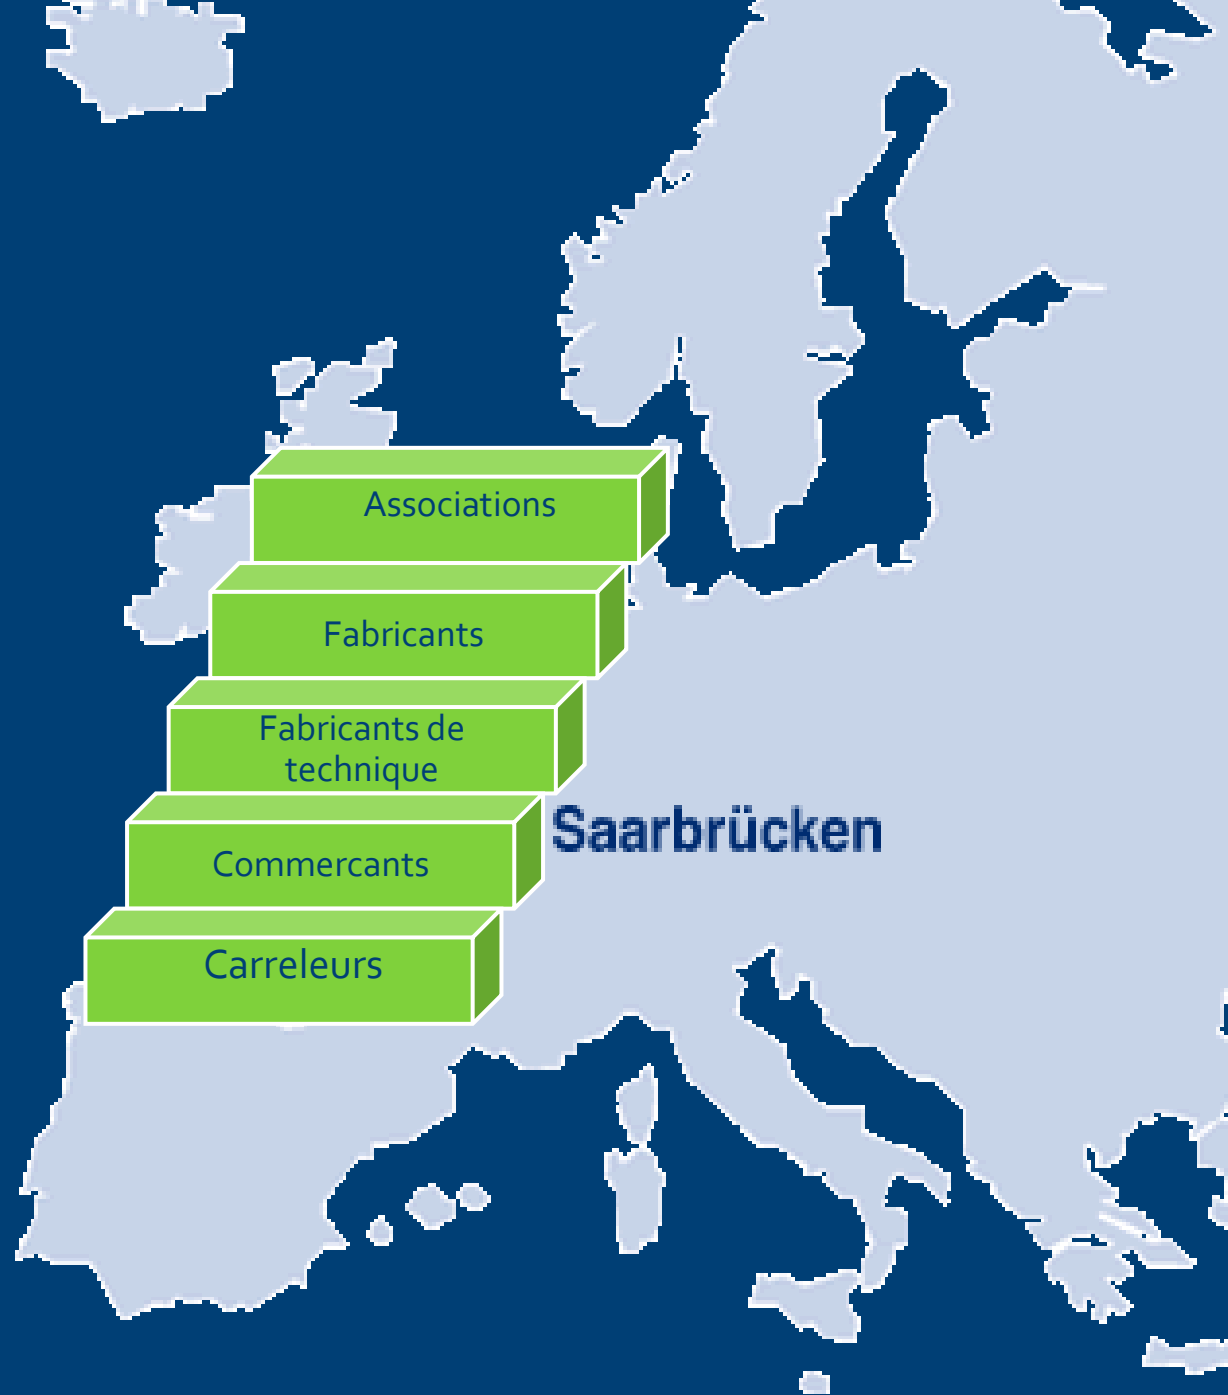 Associations
Fabricants
Fabricants de
technique
Saarbrücken
Commercants
Carreleurs